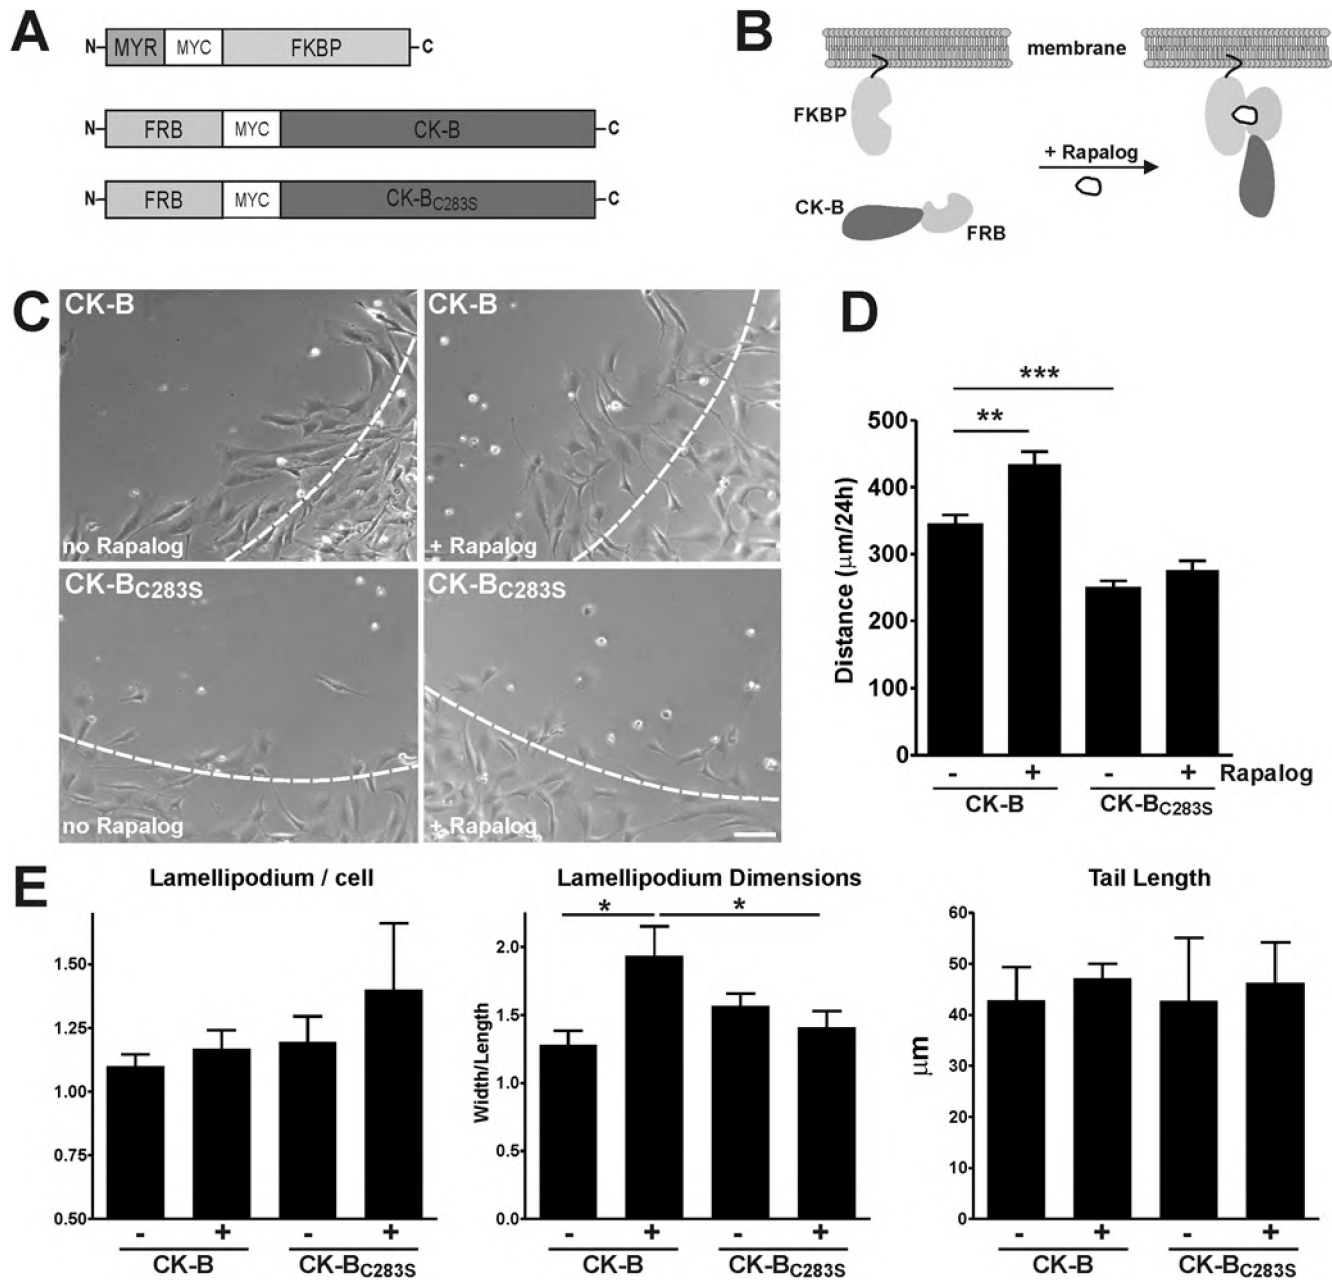 A
N- MYR MYC FKBP -C
N- FRB MYC CK-B -C
N- FRB MYC CK-BC283S -C
B
membrane
FKBP
+ Rapalog
CK-B
FRB
C
CK-B
no Rapalog
CK-B
+ Rapalog
CK-BC283S
no Rapalog
CK-BC283S
+ Rapalog
D
***
**
Distance (µm/24h)
500
400
300
200
100
0
- + - + Rapalog
CK-B CK-BC283S
E
Lamellipodium / cell
1.50
1.25
1.00
0.75
0.50
- + - +
CK-B CK-BC283S
Lamellipodium Dimensions
* *
Width/Length
2.0
1.5
1.0
0.5
0.0
- + - +
CK-B CK-BC283S
Tail Length
µm
60
50
40
30
20
10
0
- + - +
CK-B CK-BC283S